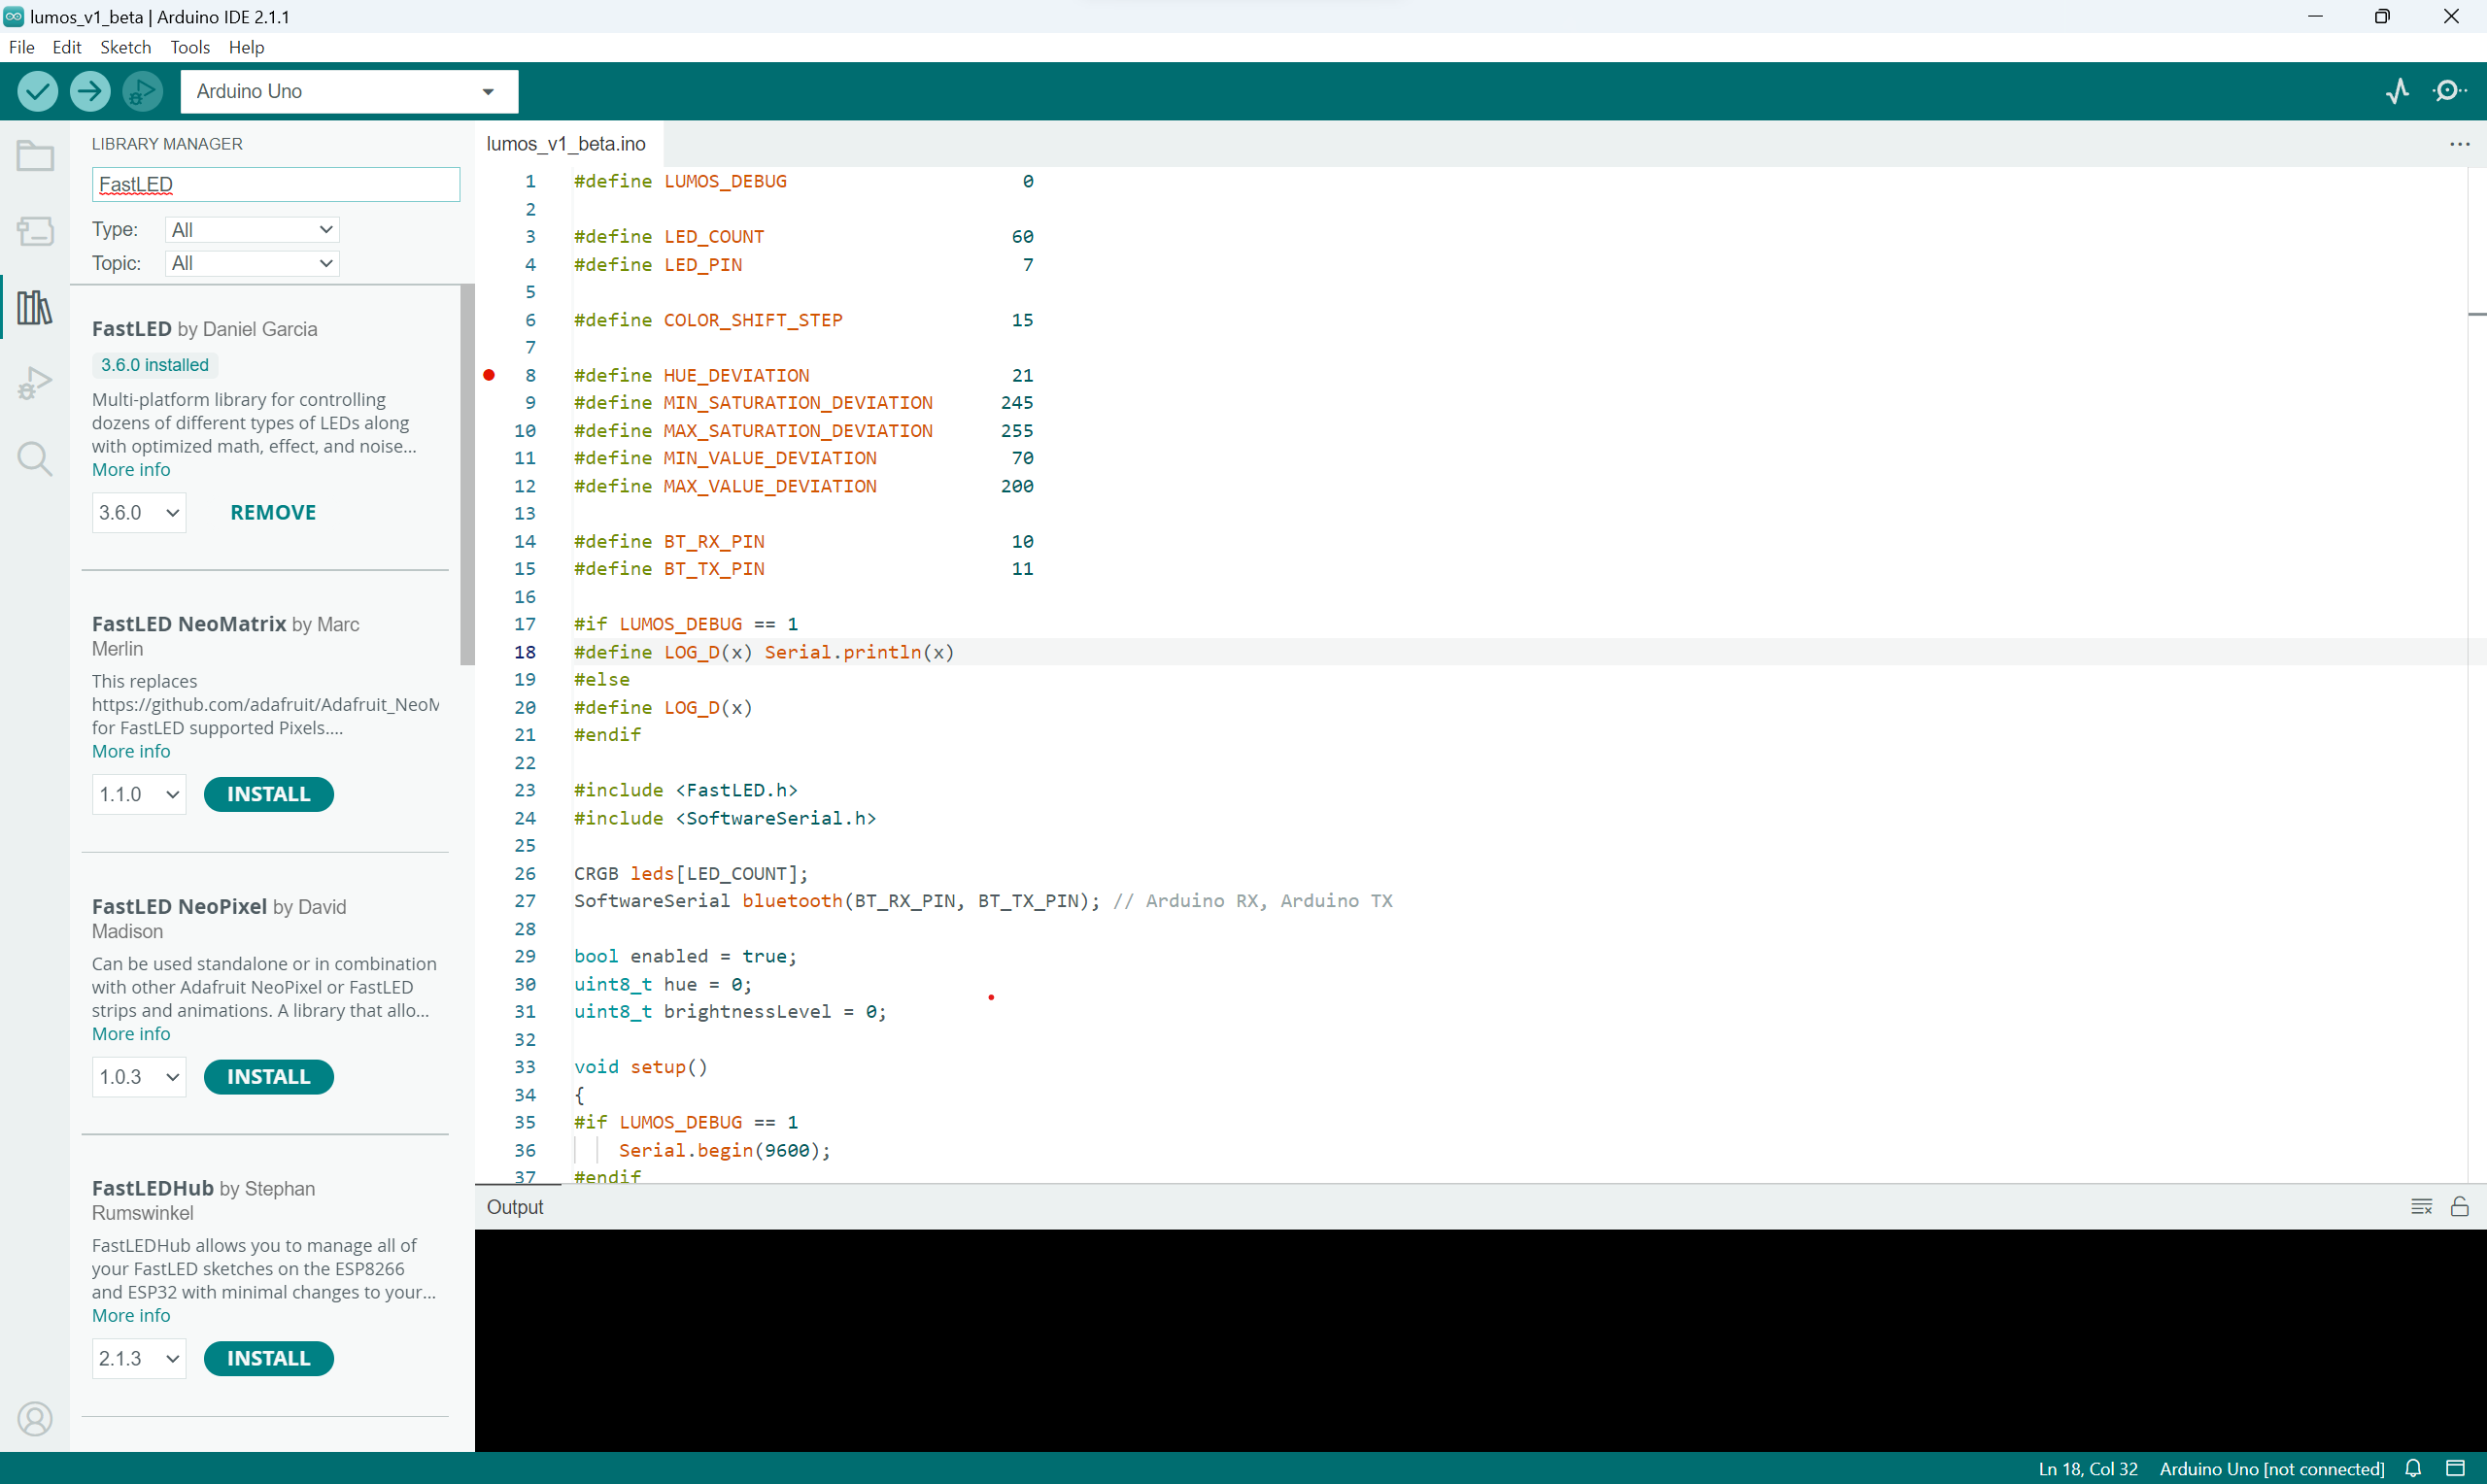 lumos_v1_beta | Arduino IDE 2.1.1
File Edit Sketch Tools Help
Arduino Uno
LIBRARY MANAGER
FastLED
Type: All
Topic: All
FastLED by Daniel Garcia
3.6.0 installed
Multi-platform library for controlling
dozens of different types of LEDs along
with optimized math, effect, and noise...
More info
3.6.0 REMOVE
FastLED NeoMatrix by Marc
Merlin
This replaces
https://github.com/adafruit/Adafruit_NeoM
for FastLED supported Pixels....
More info
1.1.0 INSTALL
FastLED NeoPixel by David
Madison
Can be used standalone or in combination
with other Adafruit NeoPixel or FastLED
strips and animations. A library that allo...
More info
1.0.3 INSTALL
FastLEDHub by Stephan
Rumswinkel
FastLEDHub allows you to manage all of
your FastLED sketches on the ESP8266
and ESP32 with minimal changes to your...
More info
2.1.3 INSTALL
lumos_v1_beta.ino
1 #define LUMOS_DEBUG 0
2
3 #define LED_COUNT 60
4 #define LED_PIN 7
5
6 #define COLOR_SHIFT_STEP 15
7
8 #define HUE_DEVIATION 21
9 #define MIN_SATURATION_DEVIATION 245
10 #define MAX_SATURATION_DEVIATION 255
11 #define MIN_VALUE_DEVIATION 70
12 #define MAX_VALUE_DEVIATION 200
13
14 #define BT_RX_PIN 10
15 #define BT_TX_PIN 11
16
17 #if LUMOS_DEBUG == 1
18 #define LOG_D(x) Serial.println(x)
19 #else
20 #define LOG_D(x)
21 #endif
22
23 #include <FastLED.h>
24 #include <SoftwareSerial.h>
25
26 CRGB leds[LED_COUNT];
27 SoftwareSerial bluetooth(BT_RX_PIN, BT_TX_PIN); // Arduino RX, Arduino TX
28
29 bool enabled = true;
30 uint8_t hue = 0;
31 uint8_t brightnessLevel = 0;
32
33 void setup()
34 {
35 #if LUMOS_DEBUG == 1
36 Serial.begin(9600);
37 #endif
Output
Ln 18, Col 32 Arduino Uno [not connected]